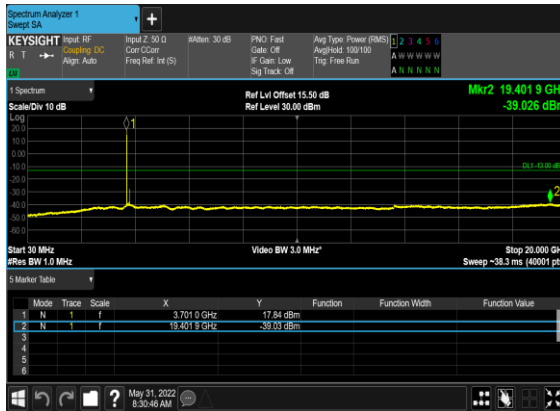 Spectrum Analyzer 1
Swept SA
KEYSIGHT Input: RF Input Z: 50 Ω #Atten: 30 dB PNO: Fast Avg Type: Power (RMS) 1 2 3 4 5 6
R T Coupling: DC Corr CCorr Gate: Off Avg|Hold: 100/100 A W W W W W
Align: Auto Freq Ref: Int (S) IF Gain: Low Trig: Free Run
Sig Track: Off A N N N N N
1 Spectrum Ref Lvl Offset 15.50 dB Mkr2 19.401 9 GH
Scale/Div 10 dB Ref Level 30.00 dBm -39.026 dBr
Log
1
20.0
10.0
0.00
-10.0 DL1 -13.00 dB
-20.0
-30.0 2
-40.0
-50.0
-60.0
Start 30 MHz Video BW 3.0 MHz* Stop 20.000 GH
#Res BW 1.0 MHz Sweep ~38.3 ms (40001 pt
5 Marker Table
Mode Trace Scale X Y Function Function Width Function Value
1 N 1 f 3.701 0 GHz 17.84 dBm
2 N 1 f 19.401 9 GHz -39.03 dBm
3
4
5
6
? May 31, 2022
8:30:46 AM